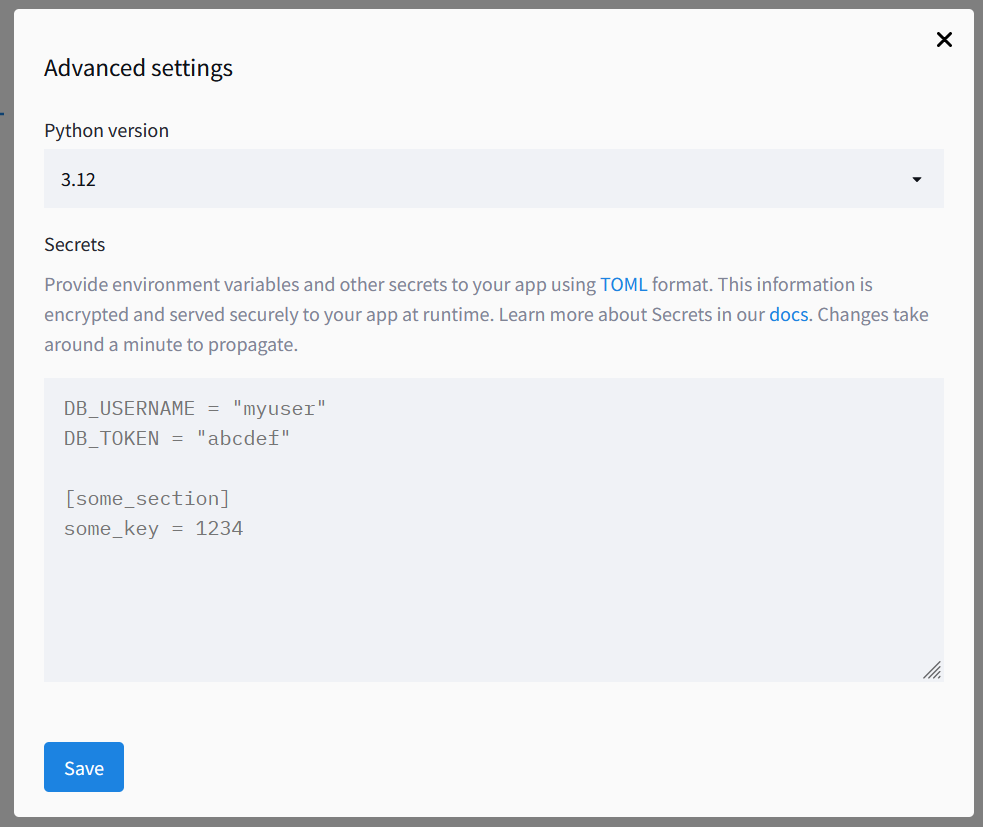 Advanced settings
Python version
3.12
Secrets
Provide environment variables and other secrets to your app using TOML format. This information is
encrypted and served securely to your app at runtime. Learn more about Secrets in our docs. Changes take
around a minute to propagate.
DB_USERNAME = "myuser"
DB_TOKEN = "abcdef"
[some_section]
some_key = 1234
Save